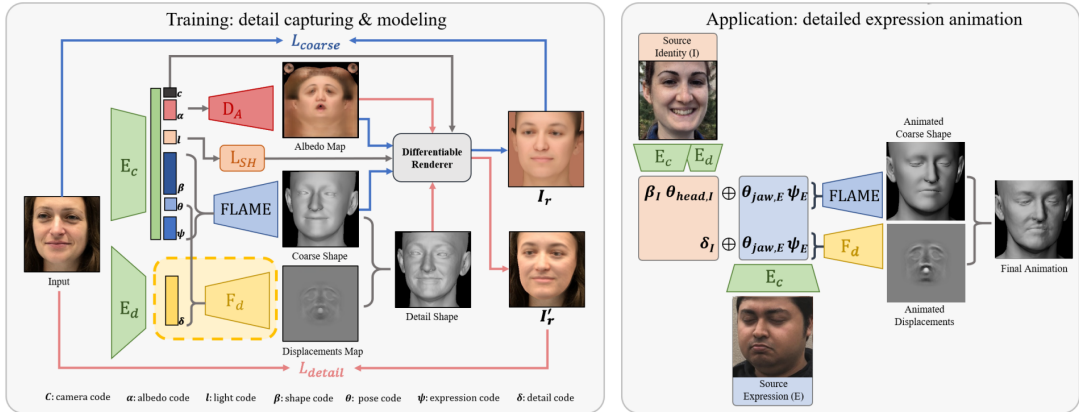 Training: detail capturing & modeling
L_coarse
E_c
c
α
l
β
θ
ψ
D_A
L_SH
FLAME
Albedo Map
Coarse Shape
Differentiable
Renderer
I_r
Input
E_d
δ
F_d
Displacements Map
Detail Shape
I'_r
L_detail
C: camera code α: albedo code l: light code β: shape code θ: pose code ψ: expression code δ: detail code
Application: detailed expression animation
Source
Identity (I)
E_c E_d
β_I θ_head,I ⊕ θ_jaw,E ψ_E } FLAME
δ_I ⊕ θ_jaw,E ψ_E } F_d
E_c
Source
Expression (E)
Animated
Coarse Shape
Animated
Displacements
Final Animation